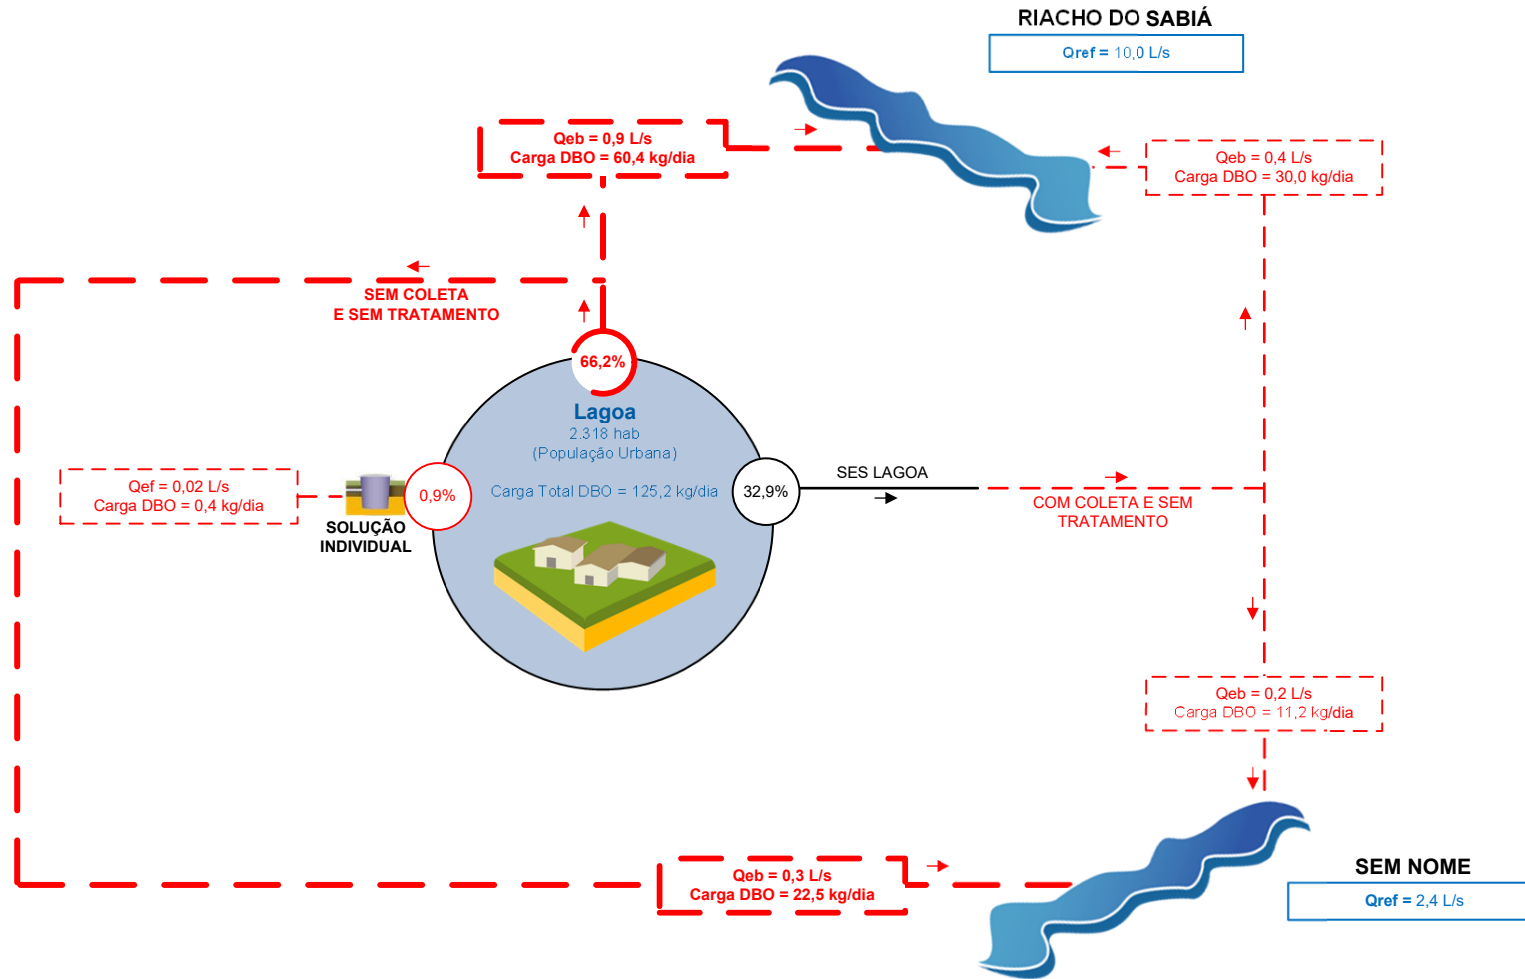 RIACHO DO SABIÁ
Qref = 10,0 L/s
Qeb = 0,9 L/s
Carga DBO = 60,4 kg/dia
Qeb = 0,4 L/s
Carga DBO = 30,0 kg/dia
SEM COLETA
E SEM TRATAMENTO
66,2%
Lagoa
2.318 hab
(População Urbana)
Carga Total DBO = 125,2 kg/dia
Qef = 0,02 L/s
Carga DBO = 0,4 kg/dia
0,9%
SOLUÇÃO
INDIVIDUAL
32,9%
SES LAGOA
COM COLETA E SEM
TRATAMENTO
Qeb = 0,2 L/s
Carga DBO = 11,2 kg/dia
Qeb = 0,3 L/s
Carga DBO = 22,5 kg/dia
SEM NOME
Qref = 2,4 L/s